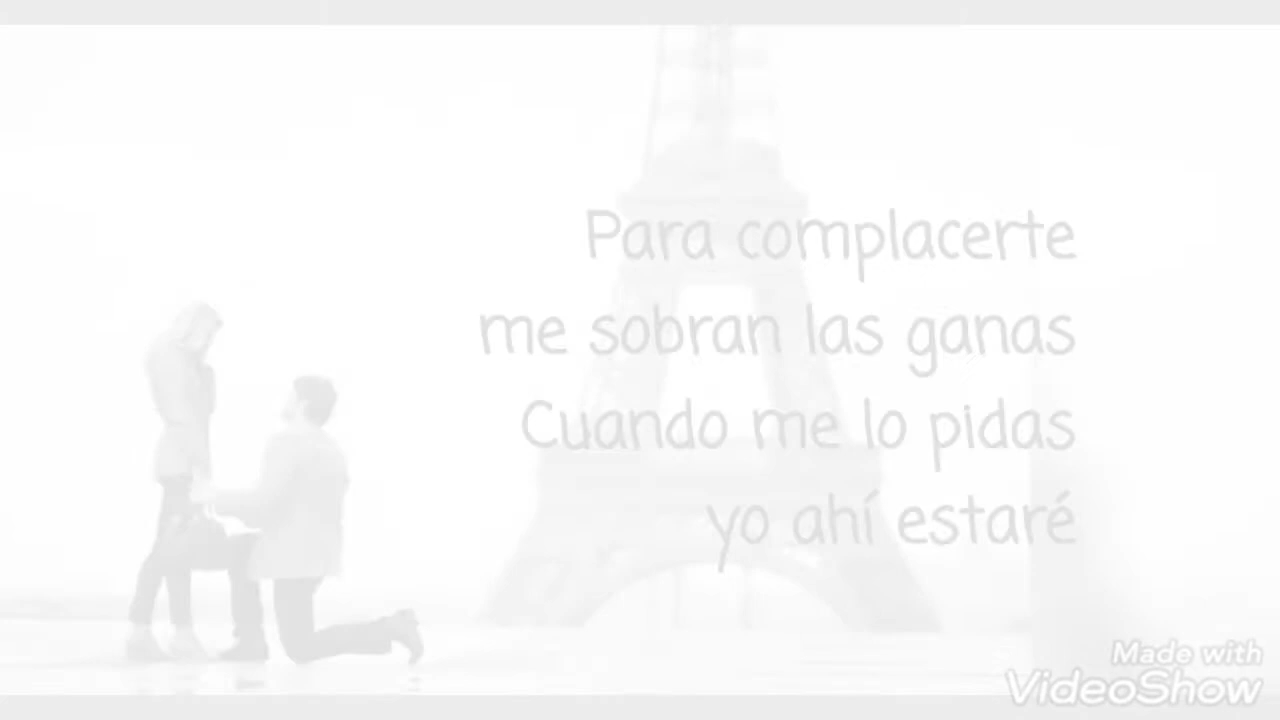 Para complacerte
me sobran las ganas
Cuando me lo pidas
yo ahí estaré
Made with
VideoShow